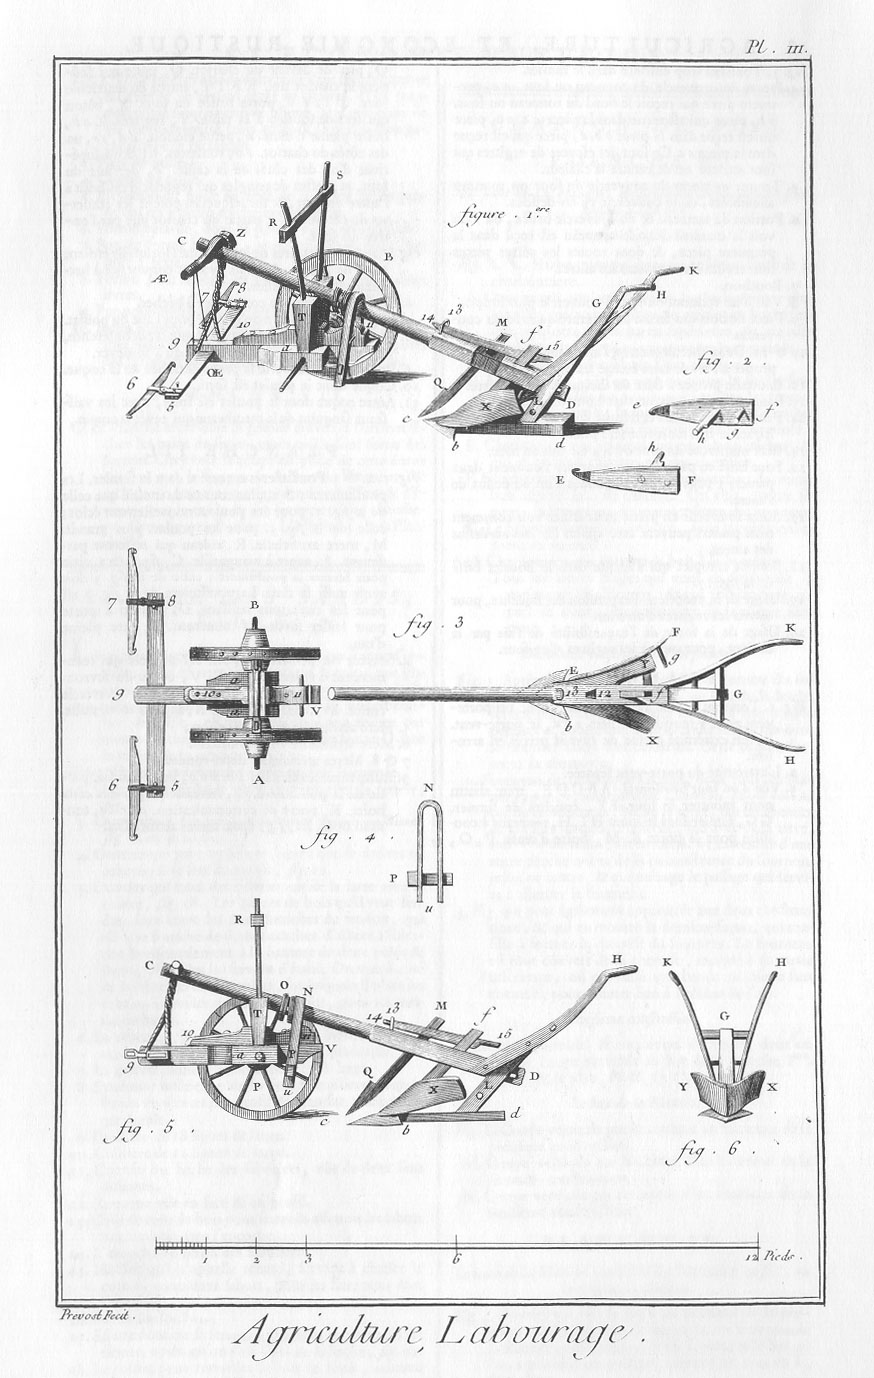 Pl. III.
figure. 1ere
S
R
C
Z
B
Æ
O
K
7
8
T
G
H
10
u
14
13
M
f
15
9
a
fig. 2
6
Œ
Q
X
L
D
e
f
5
c
h
g
b
d
h
E
F
fig. 3
7
8
B
F
K
E
Y
g
9
10
a
a
u
V
13
12
f
G
b
X
6
5
A
H
N
fig. 4.
P
u
R
C
O
N
H
K
H
T
14
13
M
f
G
10
15
9
a
V
P
Q
X
L
D
Y
X
P
u
c
b
d
fig. 5.
fig. 6.
1
2
3
6
12 Pieds.
Prevost Fecit.
Agriculture, Labourage.